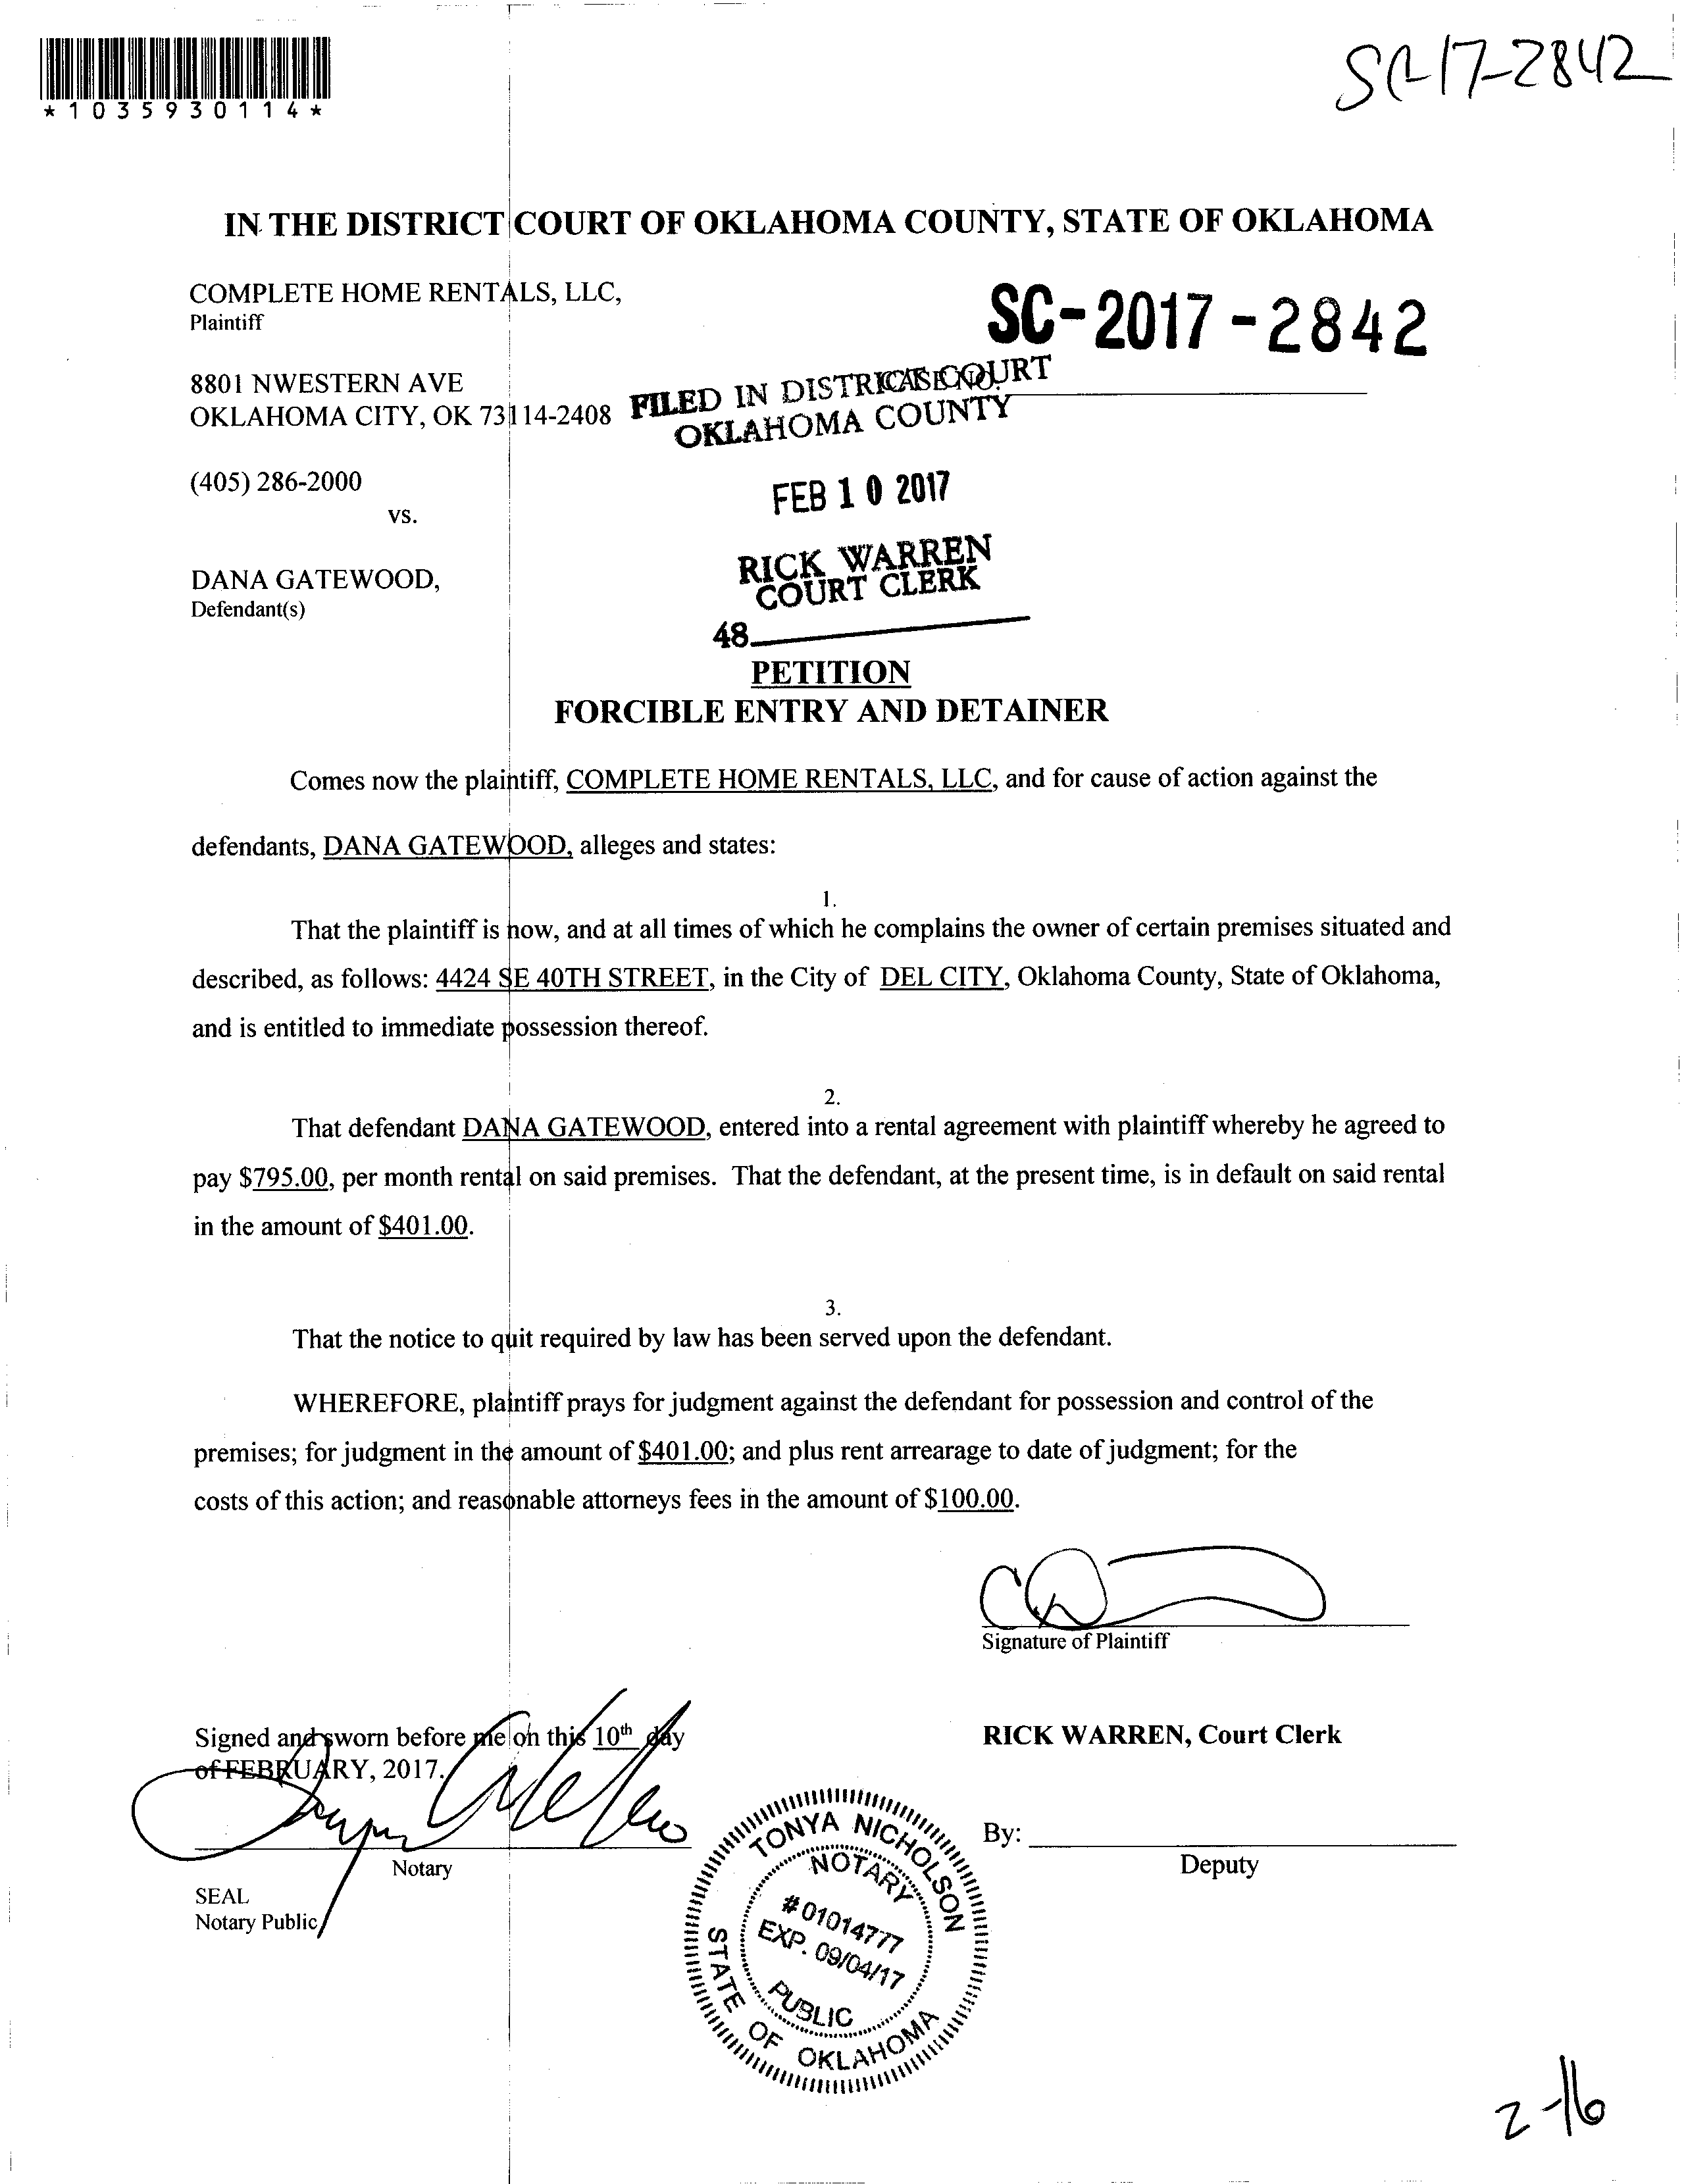 SC-17-2842
*1035930114*
IN THE DISTRICT COURT OF OKLAHOMA COUNTY, STATE OF OKLAHOMA
COMPLETE HOME RENTALS, LLC,
Plaintiff
SC-2017-2842
8801 NWESTERN AVE
CASE NO.
OKLAHOMA CITY, OK 73114-2408
FILED IN DISTRICT COURT
OKLAHOMA COUNTY
(405) 286-2000
FEB 10 2017
vs.
RICK WARREN
COURT CLERK
DANA GATEWOOD,
Defendant(s)
48
PETITION
FORCIBLE ENTRY AND DETAINER
Comes now the plaintiff, COMPLETE HOME RENTALS, LLC, and for cause of action against the
defendants, DANA GATEWOOD, alleges and states:
1.
That the plaintiff is now, and at all times of which he complains the owner of certain premises situated and
described, as follows: 4424 SE 40TH STREET, in the City of DEL CITY, Oklahoma County, State of Oklahoma,
and is entitled to immediate possession thereof.
2.
That defendant DANA GATEWOOD, entered into a rental agreement with plaintiff whereby he agreed to
pay $795.00, per month rental on said premises. That the defendant, at the present time, is in default on said rental
in the amount of $401.00.
3.
That the notice to quit required by law has been served upon the defendant.
WHEREFORE, plaintiff prays for judgment against the defendant for possession and control of the
premises; for judgment in the amount of $401.00; and plus rent arrearage to date of judgment; for the
costs of this action; and reasonable attorneys fees in the amount of $100.00.
Signature of Plaintiff
Signed and sworn before me on this 10th day
of FEBRUARY, 2017.
RICK WARREN, Court Clerk
By:
Deputy
Notary
SEAL
Notary Public
TONYA NICHOLSON
NOTARY
#01014777
EXP. 09/04/17
PUBLIC
STATE OF OKLAHOMA
2-16